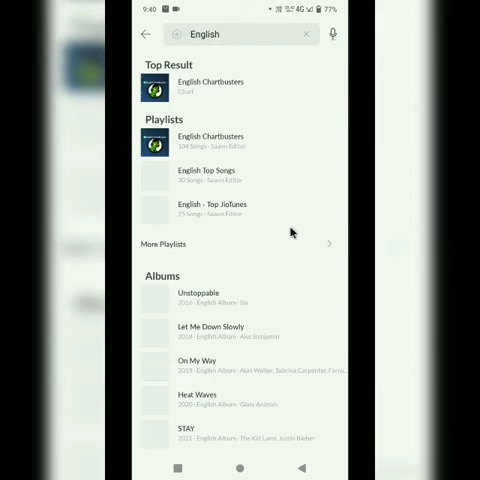 9:40
4G
77%
English
Top Result
English Chartbusters
Chart
Playlists
English Chartbusters
104 Songs · Saavn Editor
English Top Songs
30 Songs · Saavn Editor
English - Top JioTunes
25 Songs · Saavn Editor
More Playlists
Albums
Unstoppable
2016 · English Album · Sia
Let Me Down Slowly
2018 · English Album · Alec Benjamin
On My Way
2019 · English Album · Alan Walker, Sabrina Carpenter, Farru...
Heat Waves
2020 · English Album · Glass Animals
STAY
2021 · English Album · The Kid Laroi, Justin Bieber